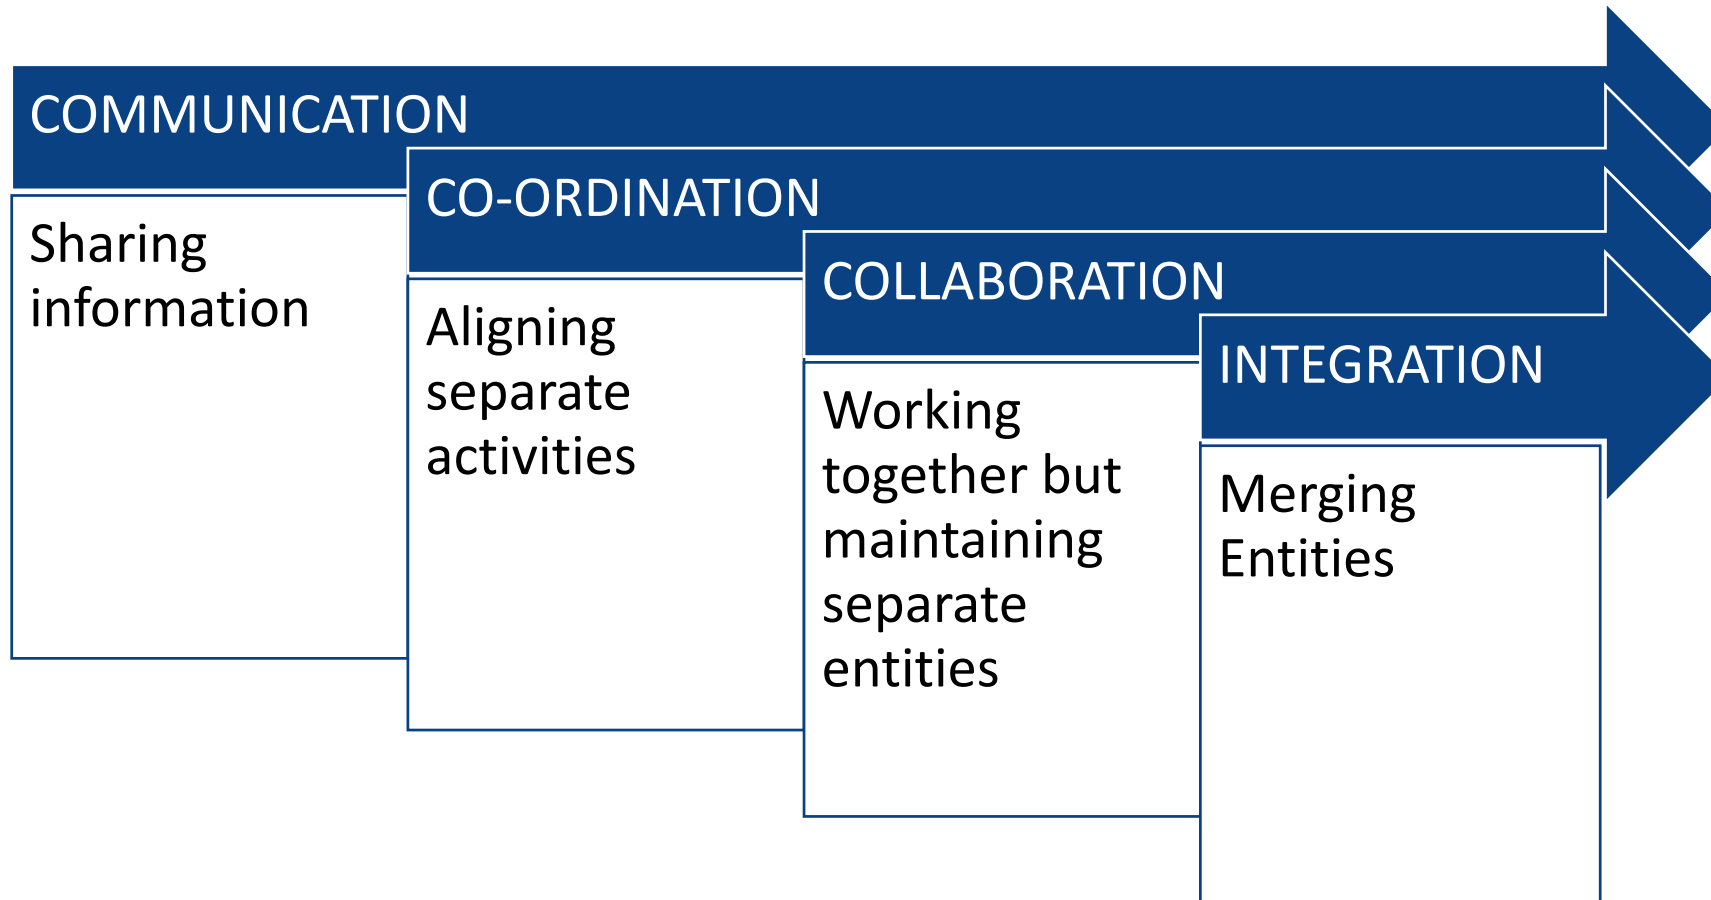 COMMUNICATION
Sharing
information
CO-ORDINATION
Aligning
separate
activities
COLLABORATION
Working
together but
maintaining
separate
entities
INTEGRATION
Merging
Entities